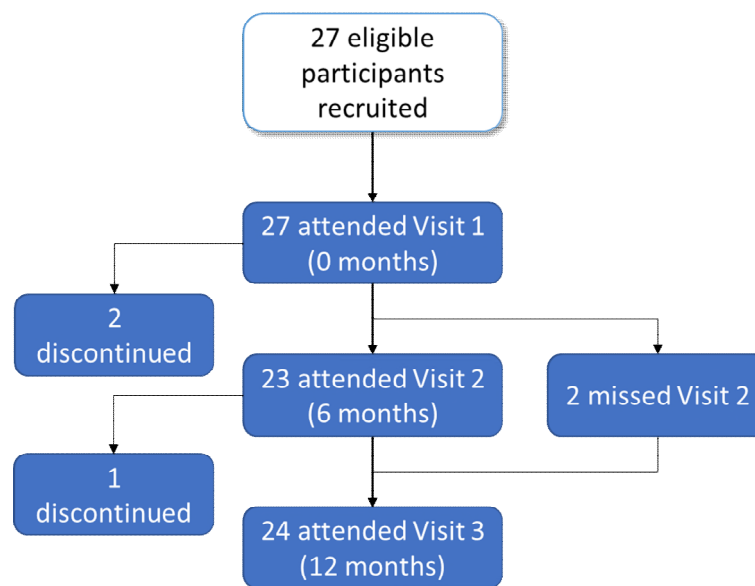 27 eligible
participants
recruited
27 attended Visit 1
(0 months)
2
discontinued
23 attended Visit 2
(6 months)
2 missed Visit 2
1
discontinued
24 attended Visit 3
(12 months)